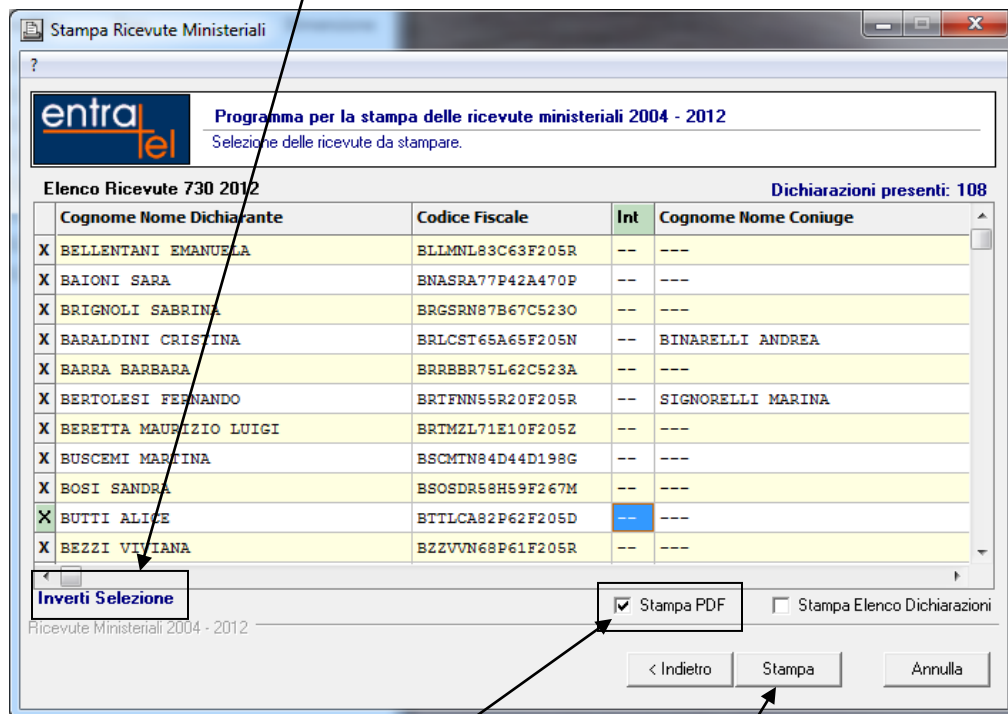 Stampa Ricevute Ministeriali
?
entratel
Programma per la stampa delle ricevute ministeriali 2004 - 2012
Selezione delle ricevute da stampare.
Elenco Ricevute 730 2012 Dichiarazioni presenti: 108
Cognome Nome Dichiarante Codice Fiscale Int Cognome Nome Coniuge
X BELLENTANI EMANUELA BLLMNL83C63F205R -- ---
X BAIONI SARA BNASRA77P42A470P -- ---
X BRIGNOLI SABRINA BRGSRN87B67C523O -- ---
X BARALDINI CRISTINA BRLCST65A65F205N -- BINARELLI ANDREA
X BARRA BARBARA BRRBBR75L62C523A -- ---
X BERTOLESI FERNANDO BRTFNN55R20F205R -- SIGNORELLI MARINA
X BERETTA MAURIZIO LUIGI BRTMZL71E10F205Z -- ---
X BUSCEMI MARTINA BSCMTN84D44D198G -- ---
X BOSI SANDRA BSOSDR58H59F267M -- ---
X BUTTI ALICE BTTLCA82P62F205D -- ---
X BEZZI VIVIANA BZZVVN68P61F205R -- ---
Inverti Selezione Stampa PDF Stampa Elenco Dichiarazioni
Ricevute Ministeriali 2004 - 2012
< Indietro Stampa Annulla